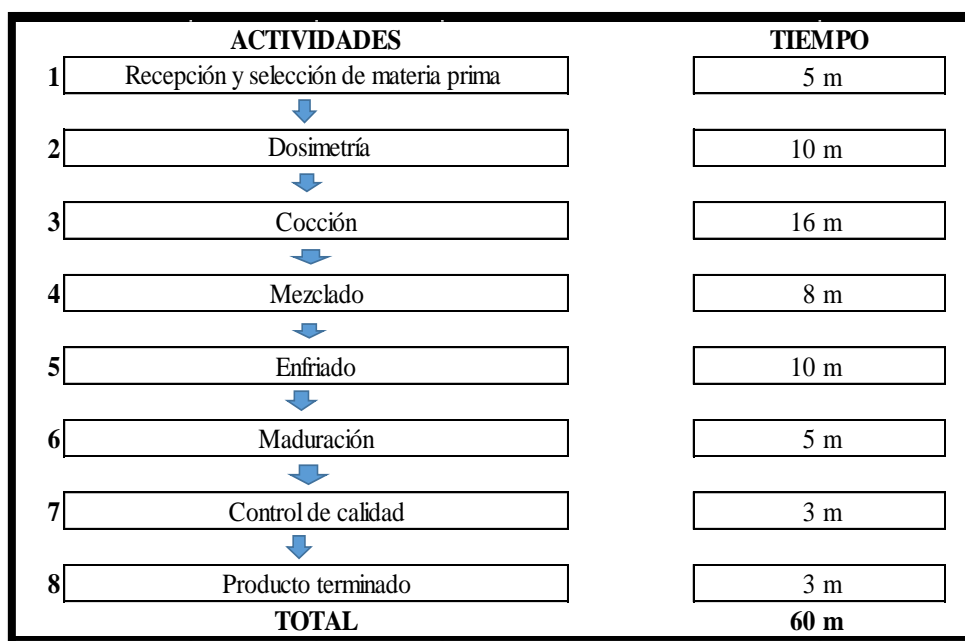 ACTIVIDADES TIEMPO
1 Recepción y selección de materia prima 5 m
2 Dosimetría 10 m
3 Cocción 16 m
4 Mezclado 8 m
5 Enfriado 10 m
6 Maduración 5 m
7 Control de calidad 3 m
8 Producto terminado 3 m
TOTAL 60 m